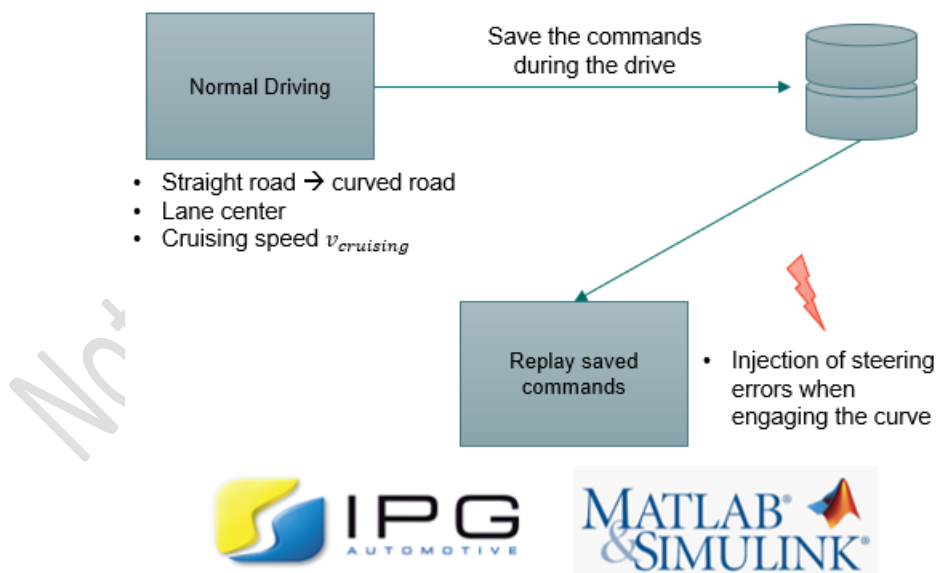 Normal Driving
Save the commands
during the drive
• Straight road → curved road
• Lane center
• Cruising speed v_cruising
Not
Replay saved
commands
• Injection of steering
errors when
engaging the curve
IPG
AUTOMOTIVE
MATLAB®
&SIMULINK®